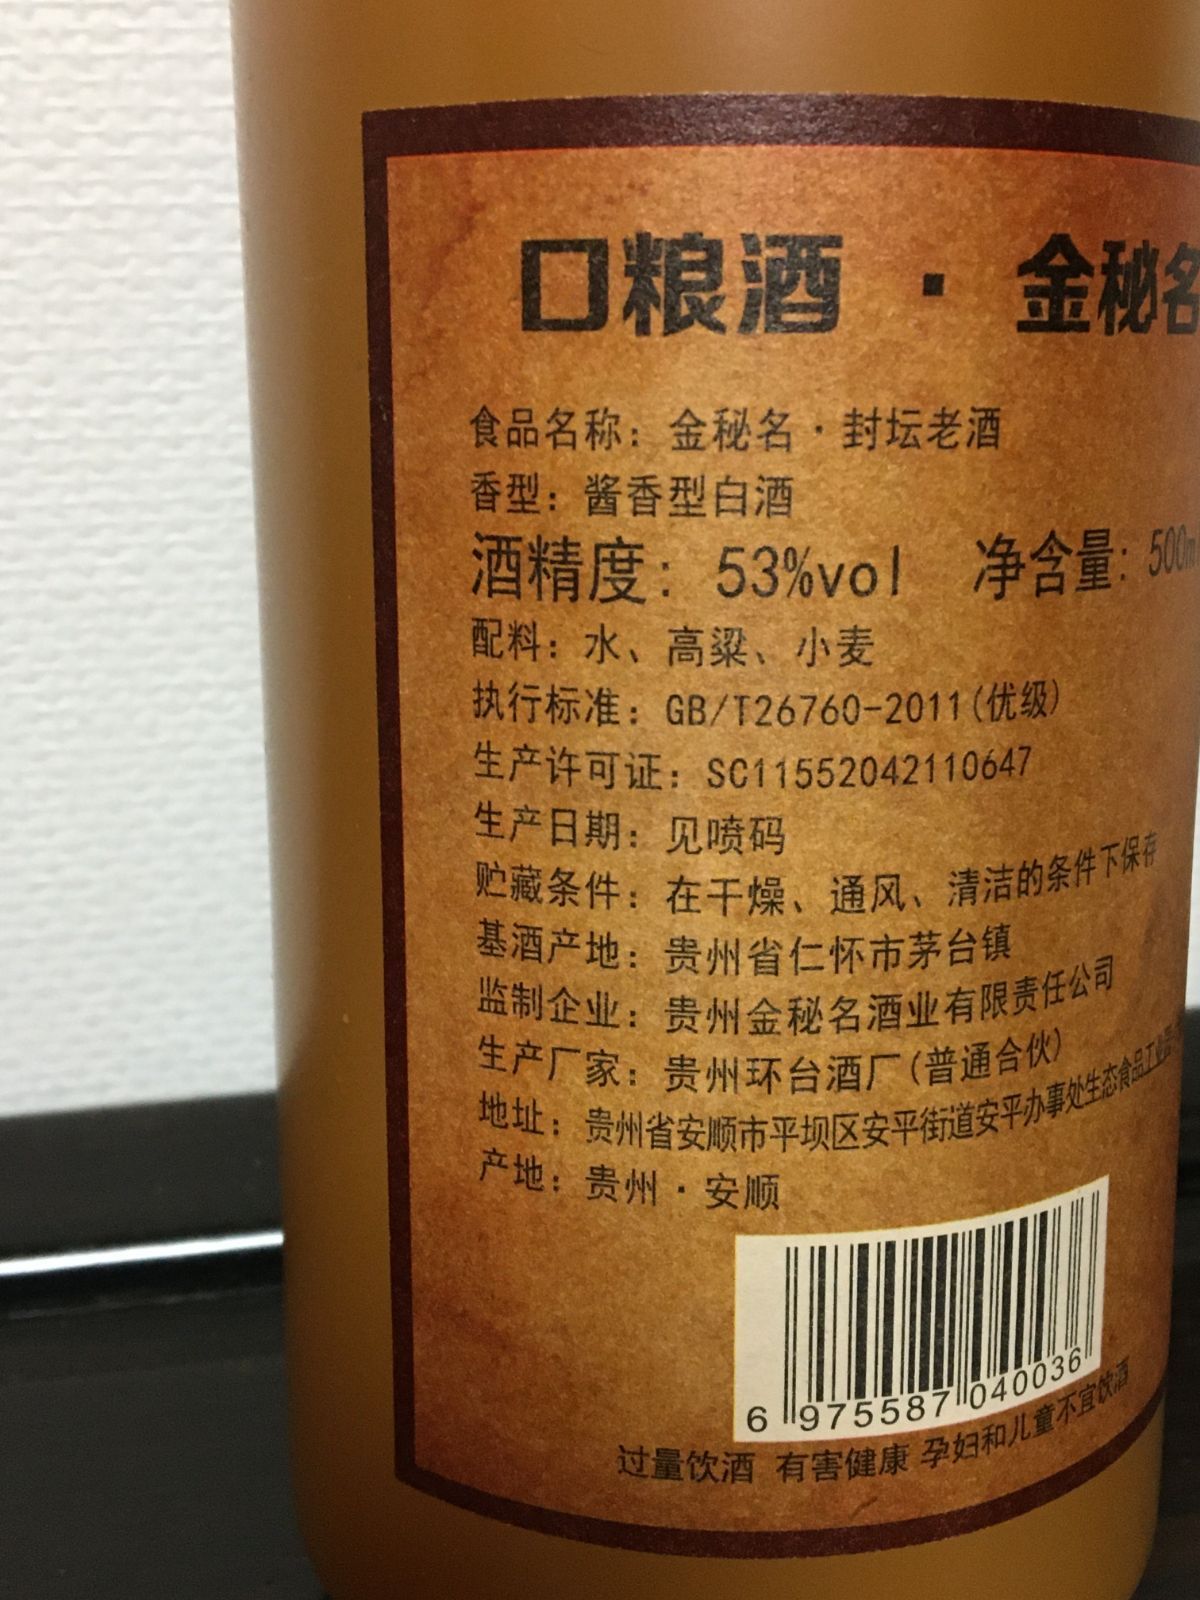 口粮酒 · 金秘名
食品名称：金秘名·封坛老酒
香型：酱香型白酒
酒精度：53%vol 净含量：500m
配料：水、高粱、小麦
执行标准：GB/T26760-2011(优级)
生产许可证：SC11552042110647
生产日期：见喷码
贮藏条件：在干燥、通风、清洁的条件下保存
基酒产地：贵州省仁怀市茅台镇
监制企业：贵州金秘名酒业有限责任公司
生产厂家：贵州环台酒厂(普通合伙)
地址：贵州省安顺市平坝区安平街道安平办事处生态食品工业园
产地：贵州·安顺
6 975587 040036
过量饮酒 有害健康 孕妇和儿童不宜饮酒